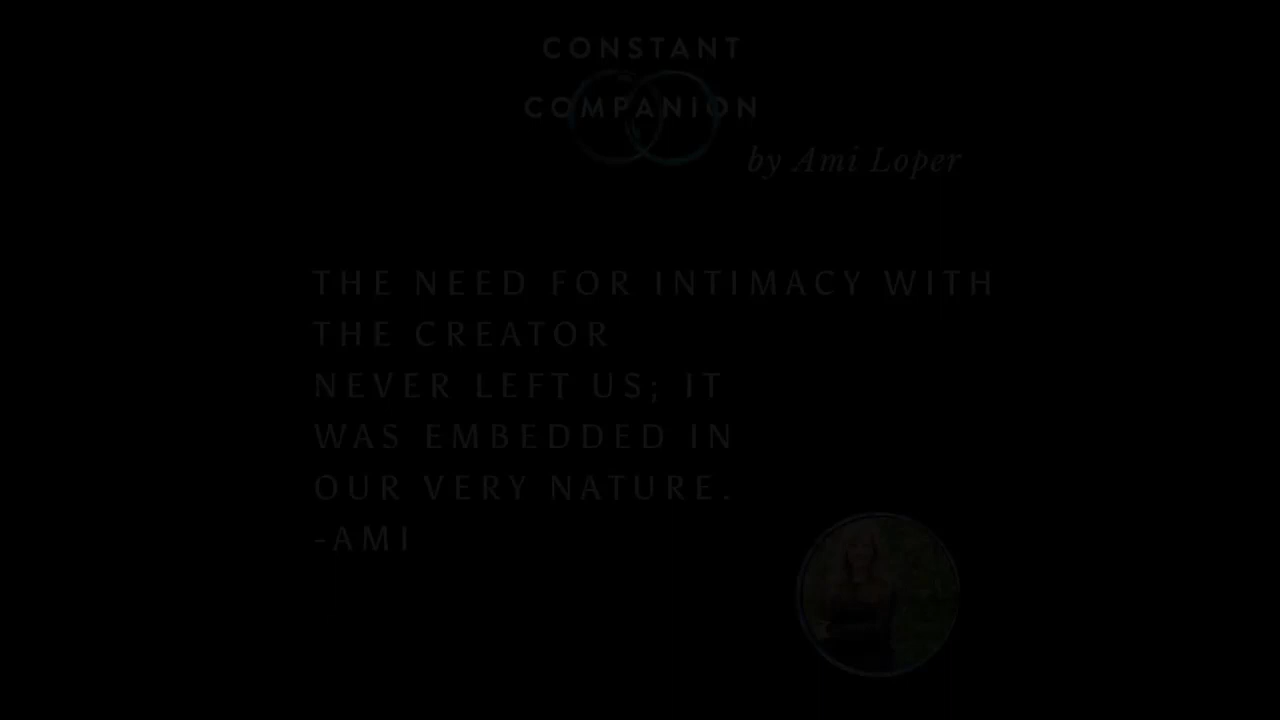 CONSTANT
COMPANION
by Ami Loper
THE NEED FOR INTIMACY WITH
THE CREATOR
NEVER LEFT US; IT
WAS EMBEDDED IN
OUR VERY NATURE.
-AMI